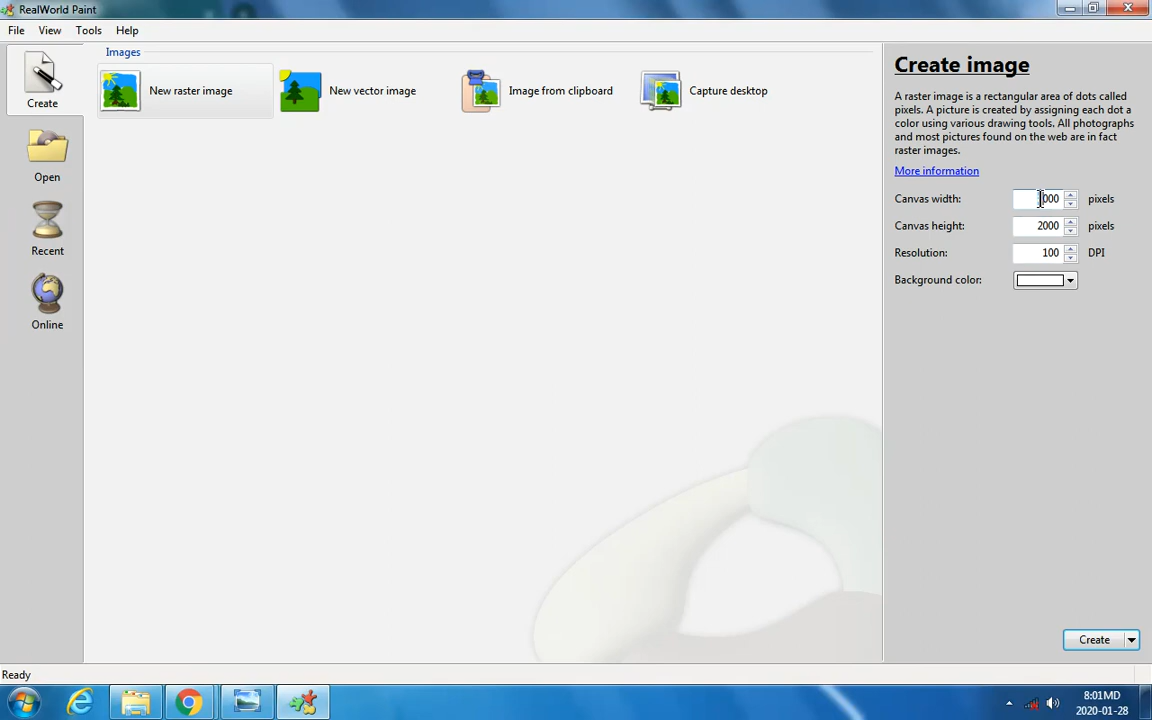 RealWorld Paint
File View Tools Help
Create
Open
Recent
Online
Images
New raster image
New vector image
Image from clipboard
Capture desktop
Create image
A raster image is a rectangular area of dots called
pixels. A picture is created by assigning each dot a
color using various drawing tools. All photographs
and most pictures found on the web are in fact
raster images.
More information
Canvas width: 000 pixels
Canvas height: 2000 pixels
Resolution: 100 DPI
Background color:
Create
Ready
8:01MD
2020-01-28